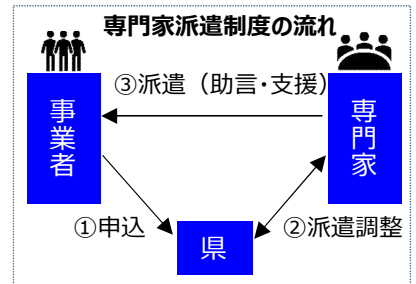 専門家派遣制度の流れ
③派遣（助言・支援）
事業者
専門家
①申込
②派遣調整
県